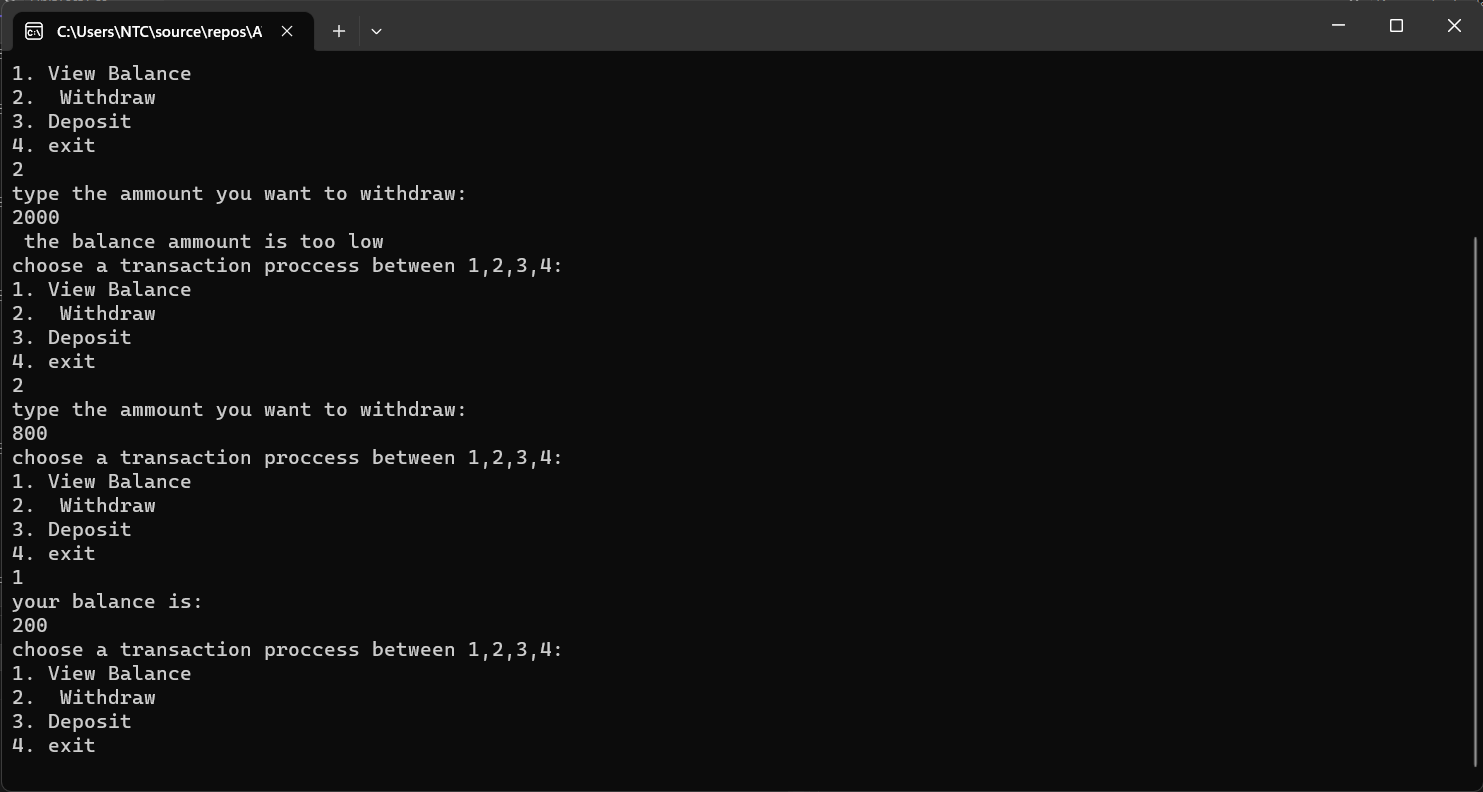 C:\Users\NTC\source\repos\A
1. View Balance
2.  Withdraw
3. Deposit
4. exit
2
type the ammount you want to withdraw:
2000
 the balance ammount is too low
choose a transaction proccess between 1,2,3,4:
1. View Balance
2.  Withdraw
3. Deposit
4. exit
2
type the ammount you want to withdraw:
800
choose a transaction proccess between 1,2,3,4:
1. View Balance
2.  Withdraw
3. Deposit
4. exit
1
your balance is:
200
choose a transaction proccess between 1,2,3,4:
1. View Balance
2.  Withdraw
3. Deposit
4. exit